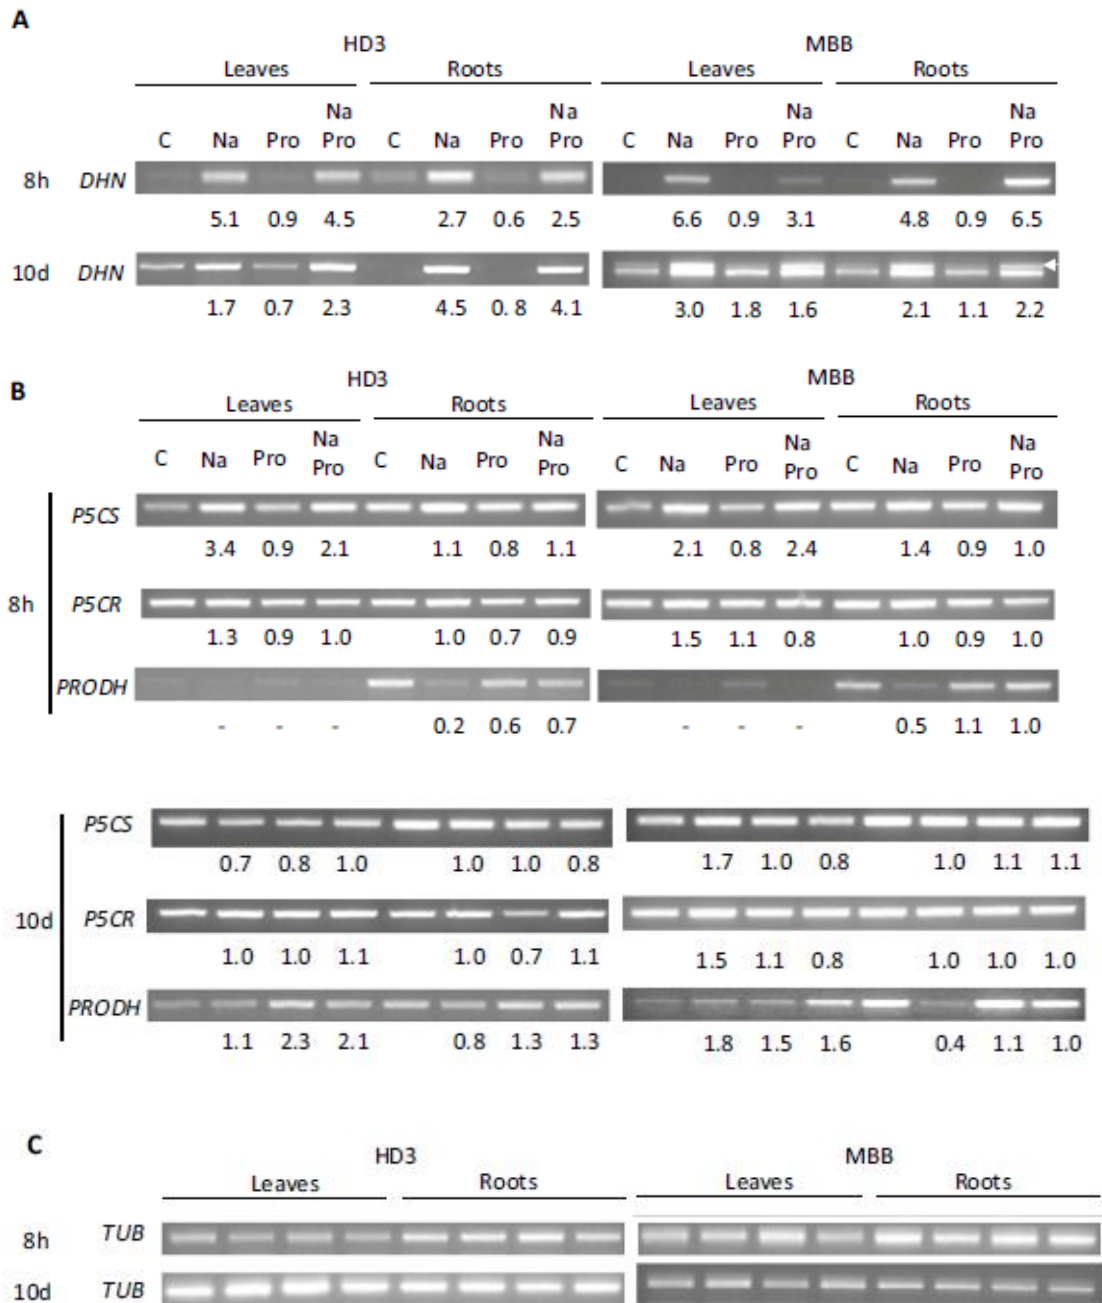 A
HD3 MBB
Leaves Roots Leaves Roots
Na Na Na Na
C Na Pro Pro C Na Pro Pro C Na Pro Pro C Na Pro Pro
8h DHN
5.1 0.9 4.5 2.7 0.6 2.5 6.6 0.9 3.1 4.8 0.9 6.5
10d DHN
1.7 0.7 2.3 4.5 0. 8 4.1 3.0 1.8 1.6 2.1 1.1 2.2
B
HD3 MBB
Leaves Roots Leaves Roots
Na Na Na Na
C Na Pro Pro C Na Pro Pro C Na Pro Pro C Na Pro Pro
P5CS
3.4 0.9 2.1 1.1 0.8 1.1 2.1 0.8 2.4 1.4 0.9 1.0
8h P5CR
1.3 0.9 1.0 1.0 0.7 0.9 1.5 1.1 0.8 1.0 0.9 1.0
PRODH
- - - 0.2 0.6 0.7 - - - 0.5 1.1 1.0
P5CS
0.7 0.8 1.0 1.0 1.0 0.8 1.7 1.0 0.8 1.0 1.1 1.1
10d P5CR
1.0 1.0 1.1 1.0 0.7 1.1 1.5 1.1 0.8 1.0 1.0 1.0
PRODH
1.1 2.3 2.1 0.8 1.3 1.3 1.8 1.5 1.6 0.4 1.1 1.0
C
HD3 MBB
Leaves Roots Leaves Roots
8h TUB
10d TUB